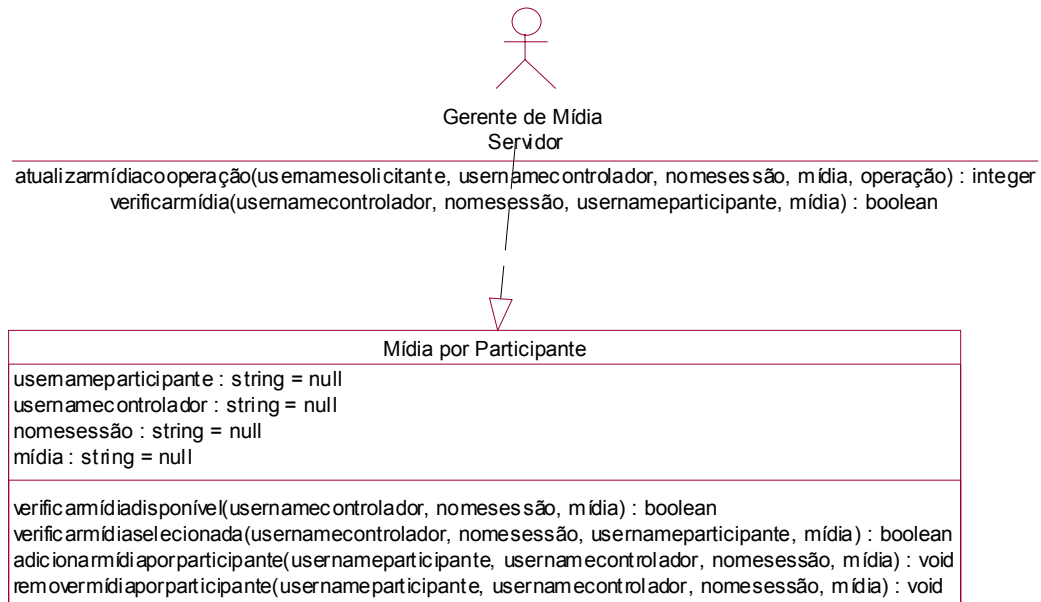 Gerente de Mídia
Servidor
atualizarmídiacooperação(usernamesolicitante, usernamecontrolador, nomesessão, mídia, operação) : integer
verificarmídia(usernamecontrolador, nomesessão, usernameparticipante, mídia) : boolean
Mídia por Participante
usernameparticipante : string = null
usernamecontrolador : string = null
nomesessão : string = null
mídia : string = null
verificarmídiadisponível(usernamecontrolador, nomesessão, mídia) : boolean
verificarmídiaselecionada(usernamecontrolador, nomesessão, usernameparticipante, mídia) : boolean
adicionarmídiaporparticipante(usernameparticipante, usernamecontrolador, nomesessão, mídia) : void
removermídiaporparticipante(usernameparticipante, usernamecontrolador, nomesessão, mídia) : void